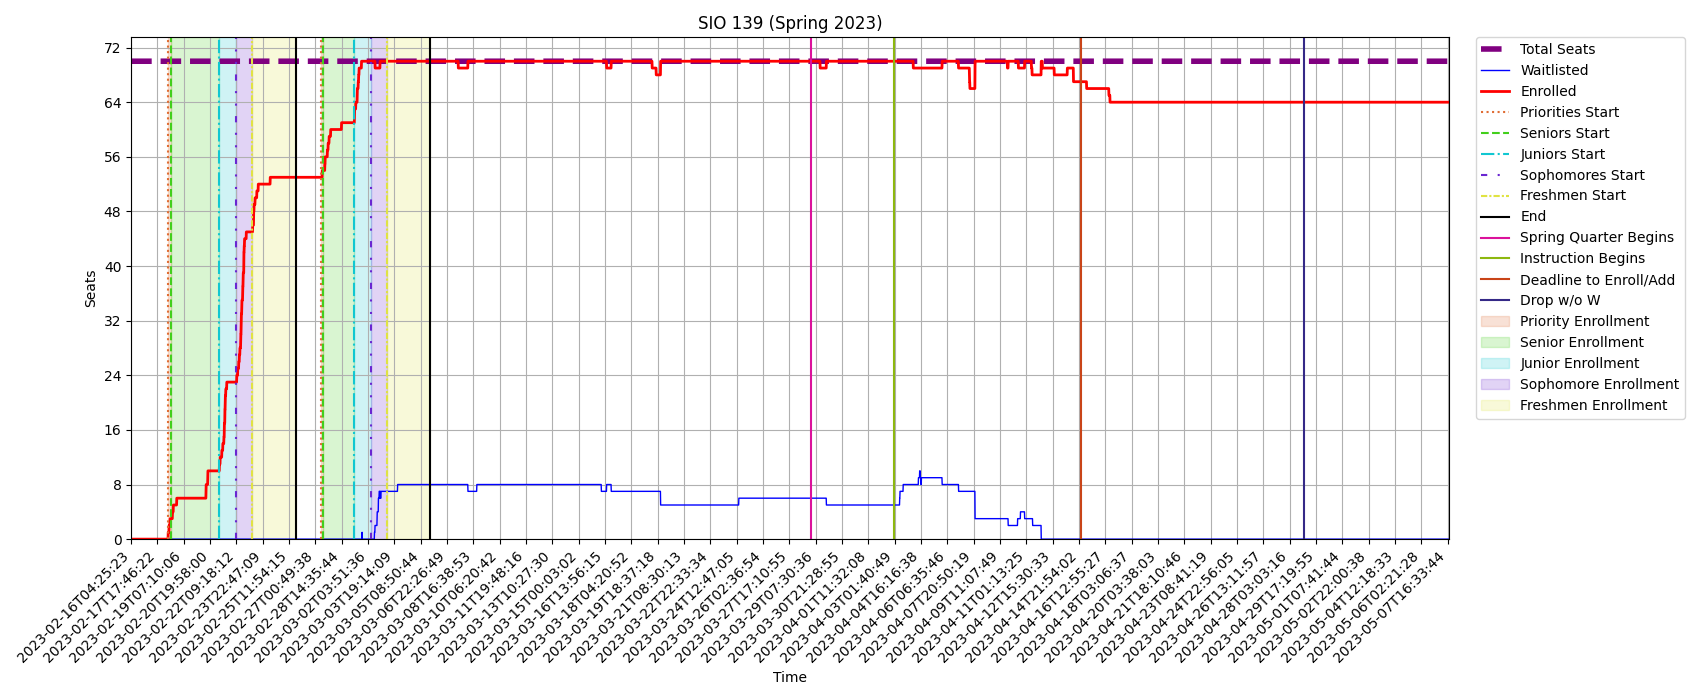 SIO 139 (Spring 2023)
Seats
72
64
56
48
40
32
24
16
8
0
2023-02-16T04:25:23
2023-02-17T17:46:22
2023-02-19T07:10:06
2023-02-20T19:58:00
2023-02-22T09:18:12
2023-02-23T22:47:09
2023-02-25T11:54:15
2023-02-27T00:49:38
2023-02-28T14:35:44
2023-03-02T03:51:36
2023-03-03T19:14:09
2023-03-05T08:50:44
2023-03-06T22:26:49
2023-03-08T16:38:53
2023-03-10T06:20:42
2023-03-11T19:48:16
2023-03-13T10:27:30
2023-03-15T00:03:02
2023-03-16T13:56:15
2023-03-18T04:20:52
2023-03-19T18:37:18
2023-03-21T08:30:13
2023-03-22T22:33:34
2023-03-24T12:47:05
2023-03-26T02:36:54
2023-03-27T17:10:55
2023-03-29T07:30:36
2023-03-30T21:28:55
2023-04-01T11:32:08
2023-04-03T01:40:49
2023-04-04T16:16:38
2023-04-06T06:35:46
2023-04-07T20:50:19
2023-04-09T11:07:49
2023-04-11T01:13:25
2023-04-12T15:30:33
2023-04-14T21:54:02
2023-04-16T12:55:27
2023-04-18T03:06:37
2023-04-20T03:38:03
2023-04-21T18:10:46
2023-04-23T08:41:19
2023-04-24T22:56:05
2023-04-26T13:11:57
2023-04-28T03:03:16
2023-04-29T17:19:55
2023-05-01T07:41:44
2023-05-02T22:00:38
2023-05-04T12:18:33
2023-05-06T02:21:28
2023-05-07T16:33:44
Time
Total Seats
Waitlisted
Enrolled
Priorities Start
Seniors Start
Juniors Start
Sophomores Start
Freshmen Start
End
Spring Quarter Begins
Instruction Begins
Deadline to Enroll/Add
Drop w/o W
Priority Enrollment
Senior Enrollment
Junior Enrollment
Sophomore Enrollment
Freshmen Enrollment